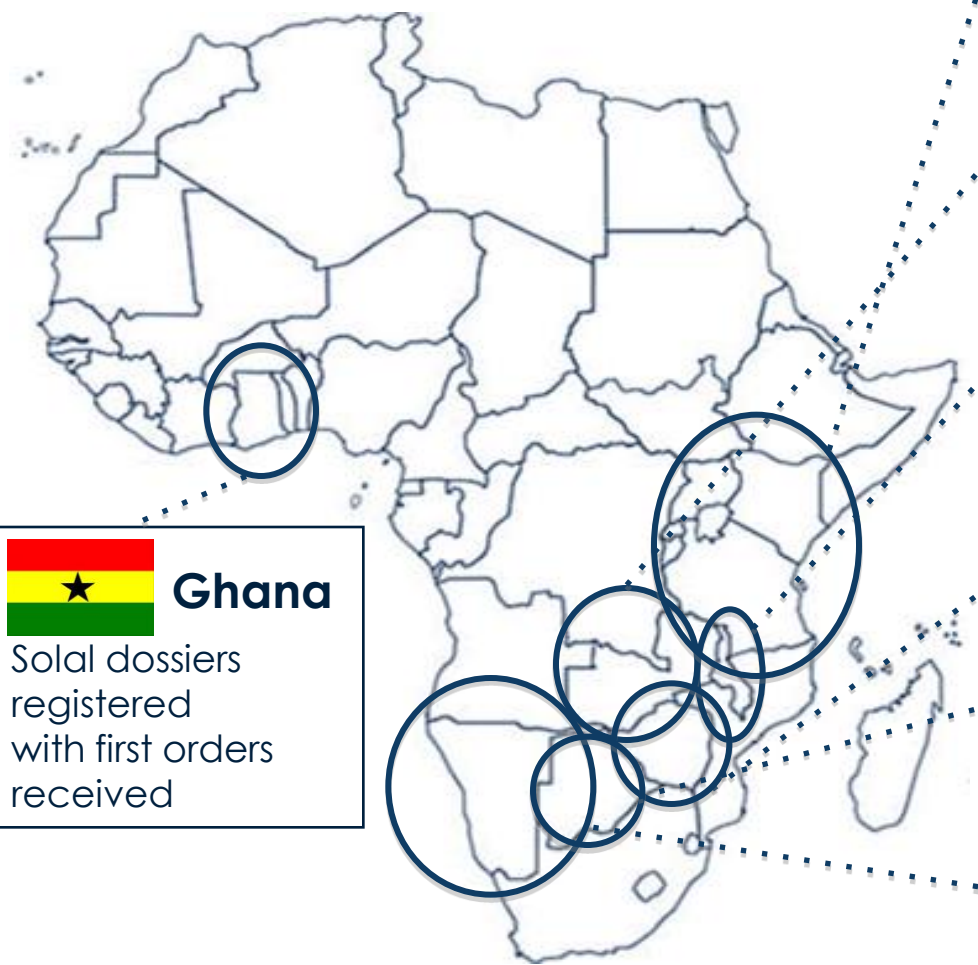 Ghana
Solal dossiers
registered
with first orders
received